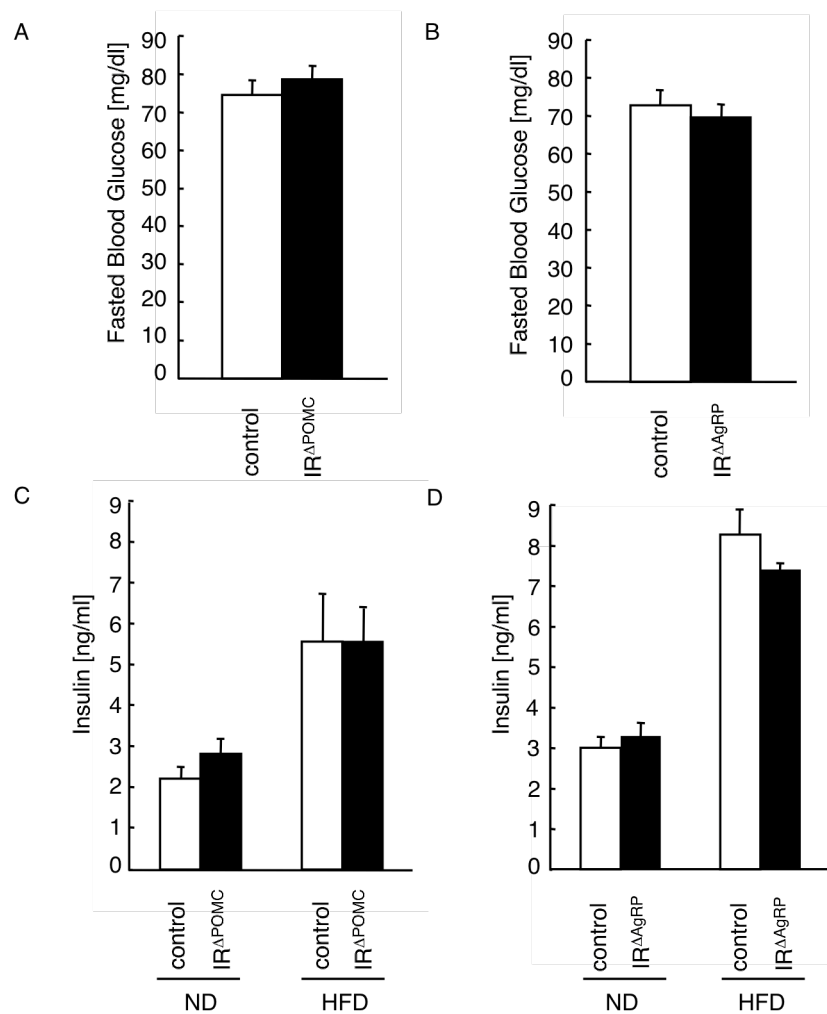 A
Fasted Blood Glucose [mg/dl]
90
80
70
60
50
40
30
20
10
0
control
IRΔPOMC
B
Fasted Blood Glucose [mg/dl]
90
80
70
60
50
40
30
20
10
0
control
IRΔAgRP
C
Insulin [ng/ml]
9
8
7
6
5
4
3
2
1
0
control
IRΔPOMC
control
IRΔPOMC
ND
HFD
D
Insulin [ng/ml]
9
8
7
6
5
4
3
2
1
0
control
IRΔAgRP
control
IRΔAgRP
ND
HFD